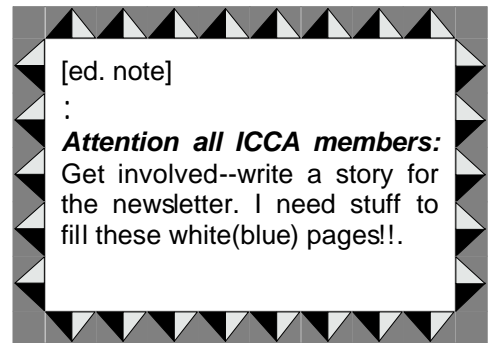 [ed. note]
:
Attention all ICCA members:
Get involved--write a story for
the newsletter. I need stuff to
fill these white(blue) pages!!.